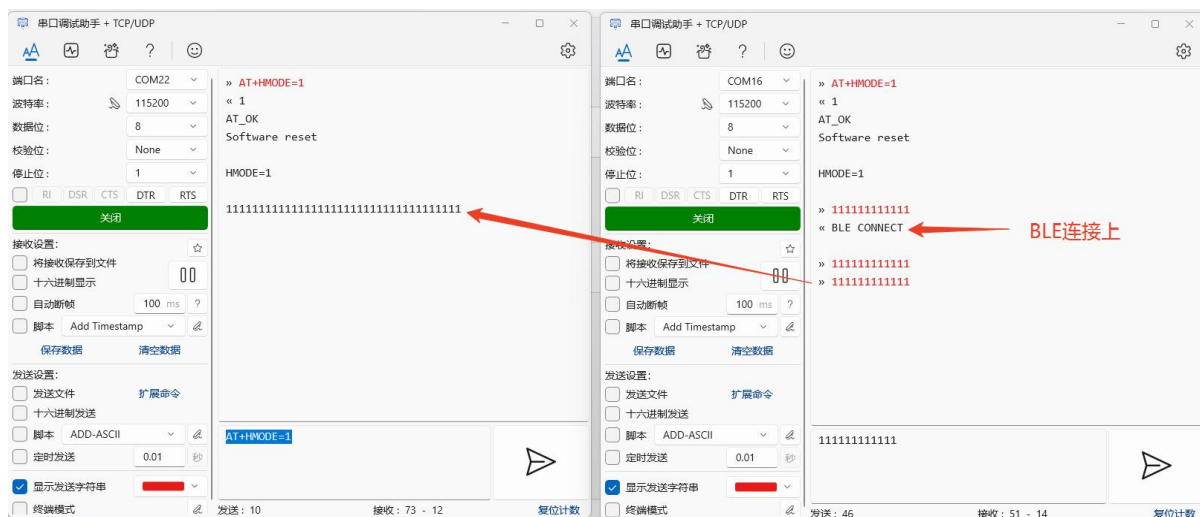 串口调试助手 + TCP/UDP
AA
?
端口名:
COM22
波特率:
115200
数据位:
8
校验位:
None
停止位:
1
RI DSR CTS DTR RTS
关闭
接收设置:
将接收保存到文件
十六进制显示
自动断帧
100 ms ?
脚本 Add Timestamp
保存数据 清空数据
发送设置:
发送文件 扩展命令
十六进制发送
脚本 ADD-ASCII
定时发送 0.01 秒
显示发送字符串
终端模式
» AT+HMODE=1
« 1
AT_OK
Software reset
HMODE=1
111111111111111111111111111111111111
AT+HMODE=1
发送: 10 接收: 73 - 12 复位计数
串口调试助手 + TCP/UDP
AA
?
端口名:
COM16
波特率:
115200
数据位:
8
校验位:
None
停止位:
1
RI DSR CTS DTR RTS
关闭
接收设置:
将接收保存到文件
十六进制显示
自动断帧
100 ms ?
脚本 Add Timestamp
保存数据 清空数据
发送设置:
发送文件 扩展命令
十六进制发送
脚本 ADD-ASCII
定时发送 0.01 秒
显示发送字符串
终端模式
» AT+HMODE=1
« 1
AT_OK
Software reset
HMODE=1
» 111111111111
« BLE CONNECT
BLE连接上
» 111111111111
» 111111111111
111111111111
发送: 46 接收: 51 - 14 复位计数